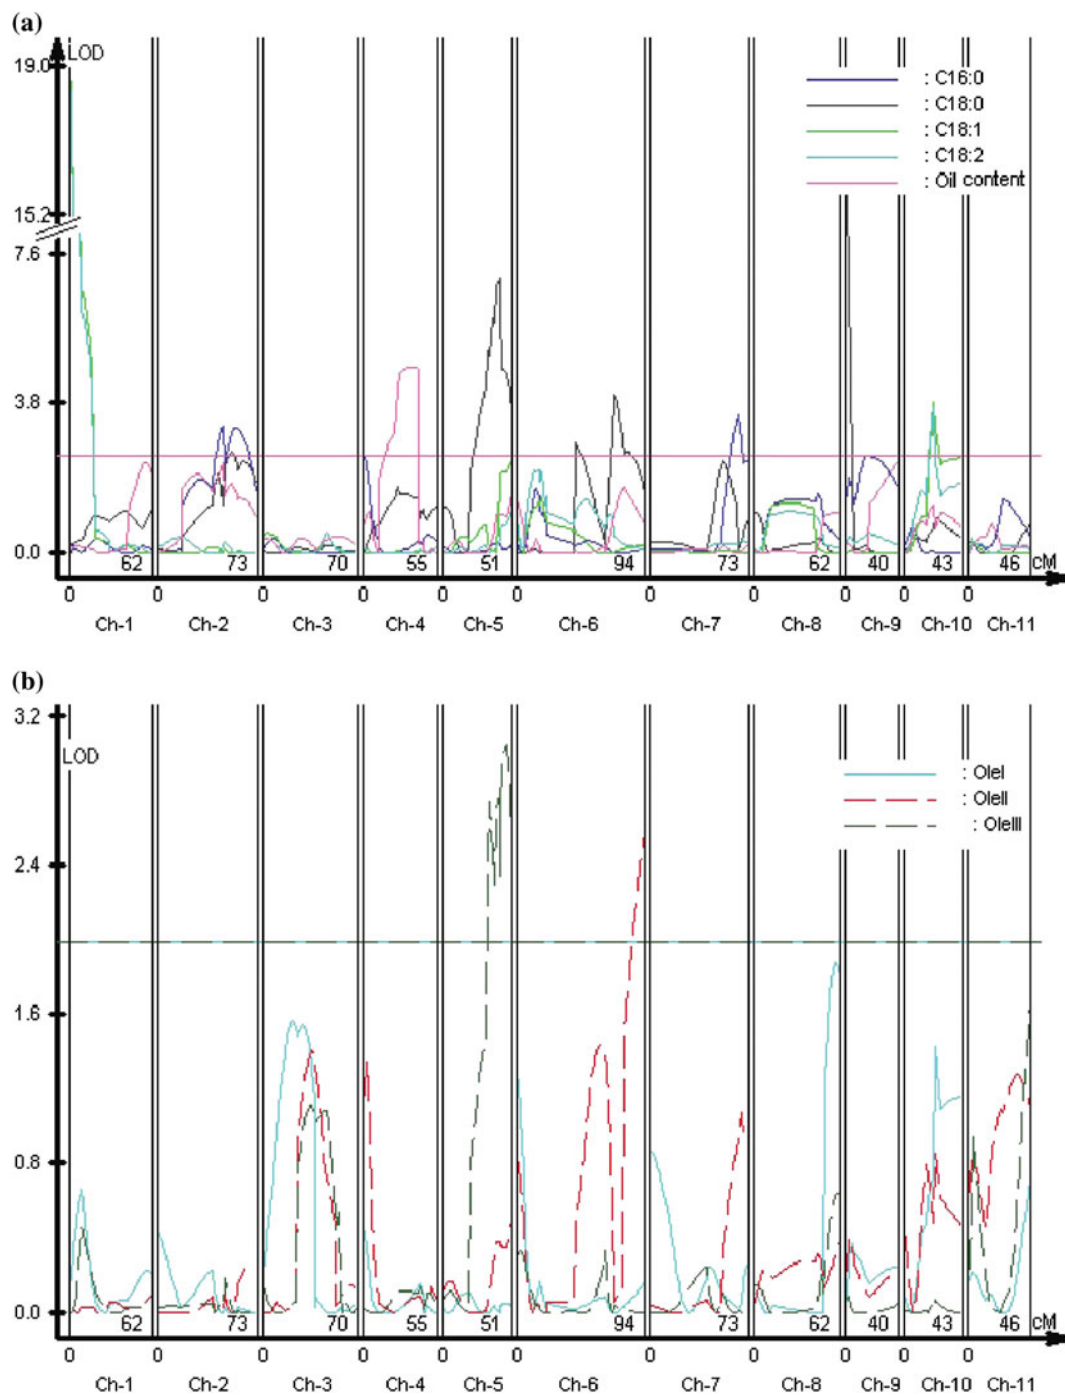 (a)
LOD
19.0
15.2
7.6
3.8
0.0
: C16:0
: C18:0
: C18:1
: C18:2
: Oil content
62 73 70 55 51 94 73 62 40 43 46 cM
0 0 0 0 0 0 0 0 0 0 0
Ch-1 Ch-2 Ch-3 Ch-4 Ch-5 Ch-6 Ch-7 Ch-8 Ch-9 Ch-10 Ch-11
(b)
3.2
LOD
2.4
1.6
0.8
0.0
: OleI
: OleII
: OleIII
62 73 70 55 51 94 73 62 40 43 46 cM
0 0 0 0 0 0 0 0 0 0 0
Ch-1 Ch-2 Ch-3 Ch-4 Ch-5 Ch-6 Ch-7 Ch-8 Ch-9 Ch-10 Ch-11